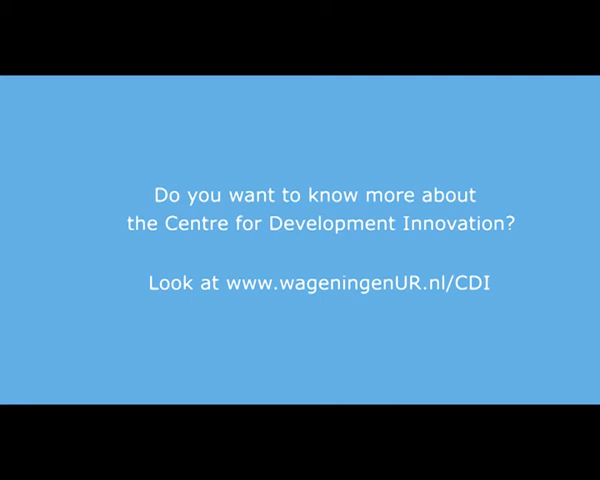 Do you want to know more about
the Centre for Development Innovation?
Look at www.wageningenUR.nl/CDI